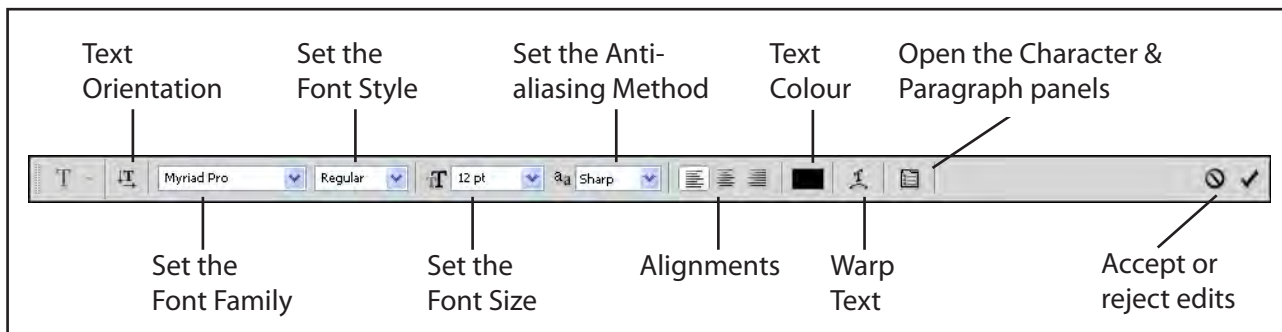 Text
Orientation
Set the
Font Style
Set the Anti-
aliasing Method
Text
Colour
Open the Character &
Paragraph panels
T
T
Myriad Pro
Regular
T
12 pt
aa
Sharp
T
Set the
Font Family
Set the
Font Size
Alignments
Warp
Text
Accept or
reject edits